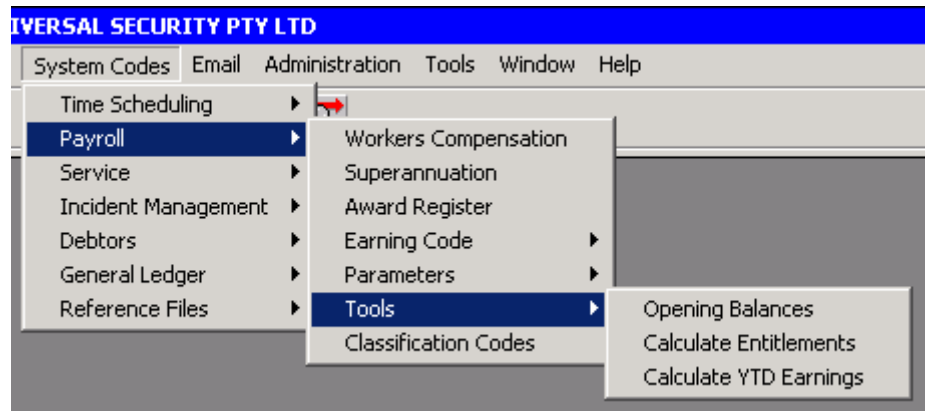 IVERSAL SECURITY PTY LTD
System Codes Email Administration Tools Window Help
Time Scheduling
Payroll
Service
Incident Management
Debtors
General Ledger
Reference Files
Workers Compensation
Superannuation
Award Register
Earning Code
Parameters
Tools
Classification Codes
Opening Balances
Calculate Entitlements
Calculate YTD Earnings